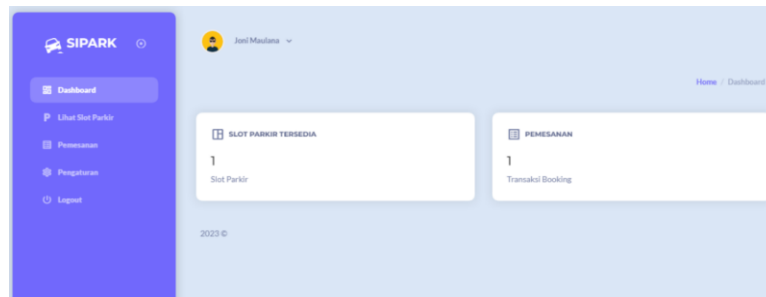 SIPARK
Joni Maulana
Home / Dashboard
Dashboard
Lihat Slot Parkir
Pemesanan
Pengaturan
Logout
SLOT PARKIR TERSEDIA
1
Slot Parkir
PEMESANAN
1
Transaksi Booking
2023 ©